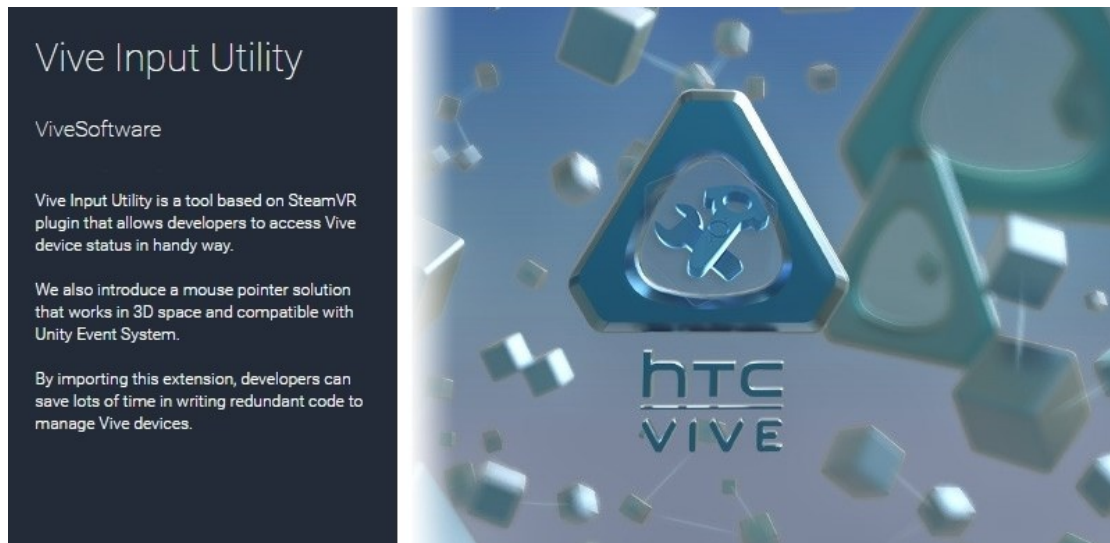 Vive Input Utility
ViveSoftware
Vive Input Utility is a tool based on SteamVR
plugin that allows developers to access Vive
device status in handy way.
We also introduce a mouse pointer solution
that works in 3D space and compatible with
Unity Event System.
By importing this extension, developers can
save lots of time in writing redundant code to
manage Vive devices.
hTC
VIVE